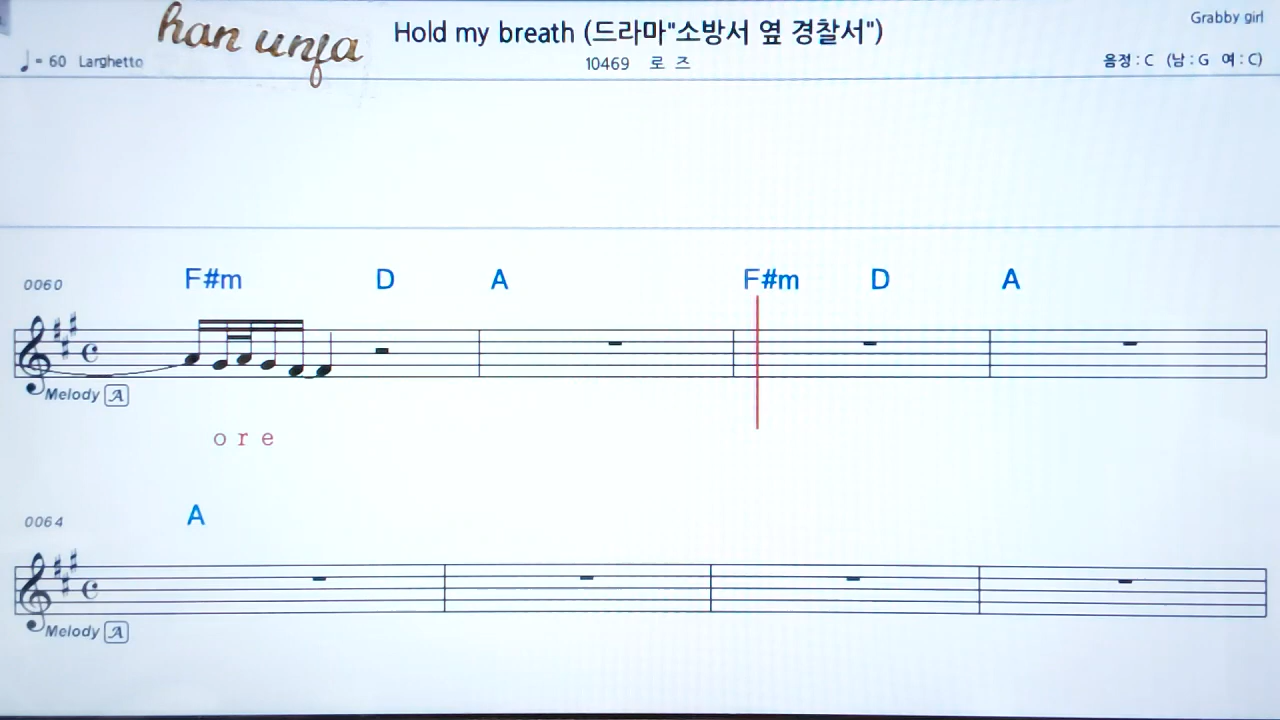 han unfa
Hold my breath (드라마"소방서 옆 경찰서")
Grabby girl
♩= 60 Larghetto
10469 로 즈
음정 : C (남 : G 여 : C)
0060 F#m D A F#m D A
Melody A
o r e
0064 A
Melody A